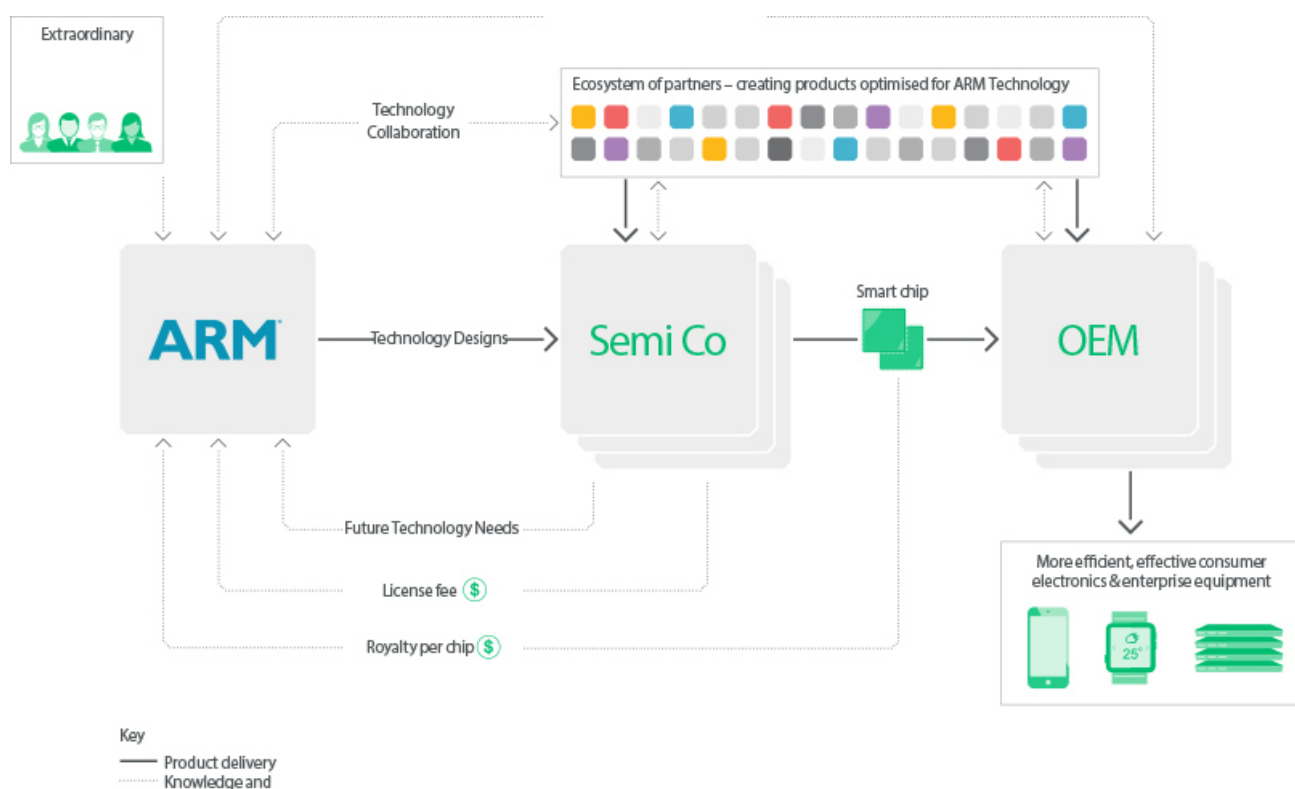 Extraordinary
Ecosystem of partners – creating products optimised for ARM Technology
Technology
Collaboration
Smart chip
ARM
Technology Designs
Semi Co
OEM
Future Technology Needs
License fee $
Royalty per chip $
More efficient, effective consumer
electronics & enterprise equipment
25°
Key
Product delivery
Knowledge and